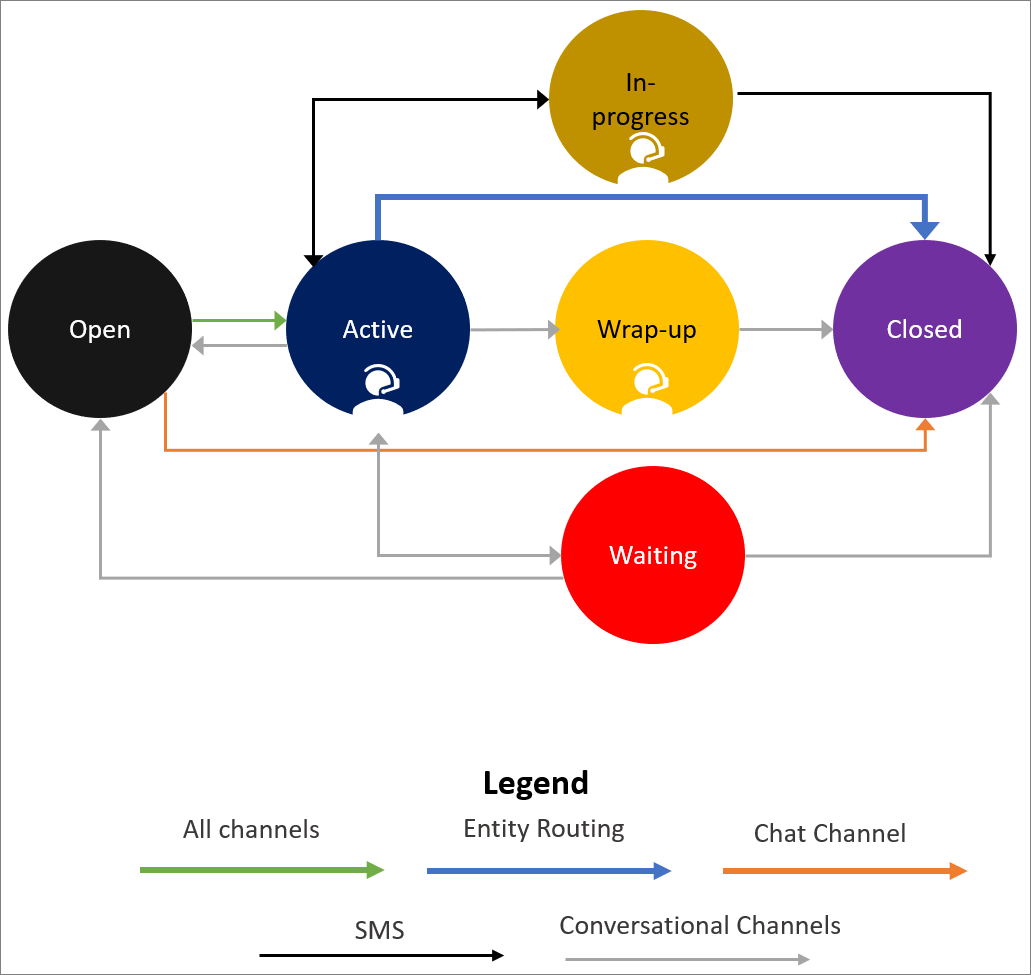 In-
progress
Open
Active
Wrap-up
Closed
Waiting
Legend
All channels
Entity Routing
Chat Channel
SMS
Conversational Channels